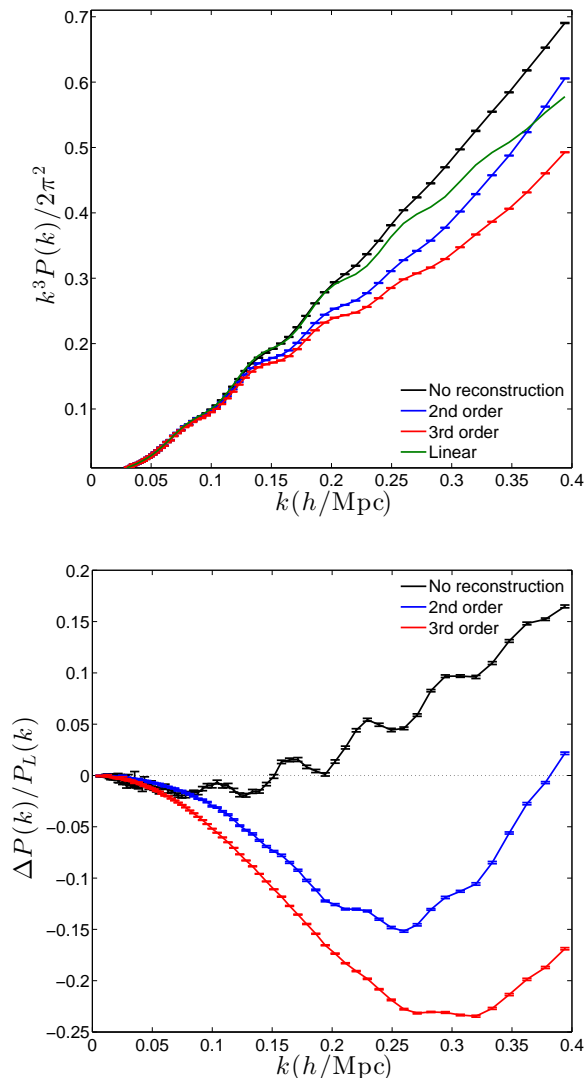 0.7
0.6
0.5
0.4
0.3
0.2
0.1
k³P(k)/2π²
No reconstruction
2nd order
3rd order
Linear
0 0.05 0.1 0.15 0.2 0.25 0.3 0.35 0.4
k(h/Mpc)
0.2
0.15
0.1
0.05
0
−0.05
−0.1
−0.15
−0.2
−0.25
ΔP(k)/P_L(k)
No reconstruction
2nd order
3rd order
0 0.05 0.1 0.15 0.2 0.25 0.3 0.35 0.4
k(h/Mpc)